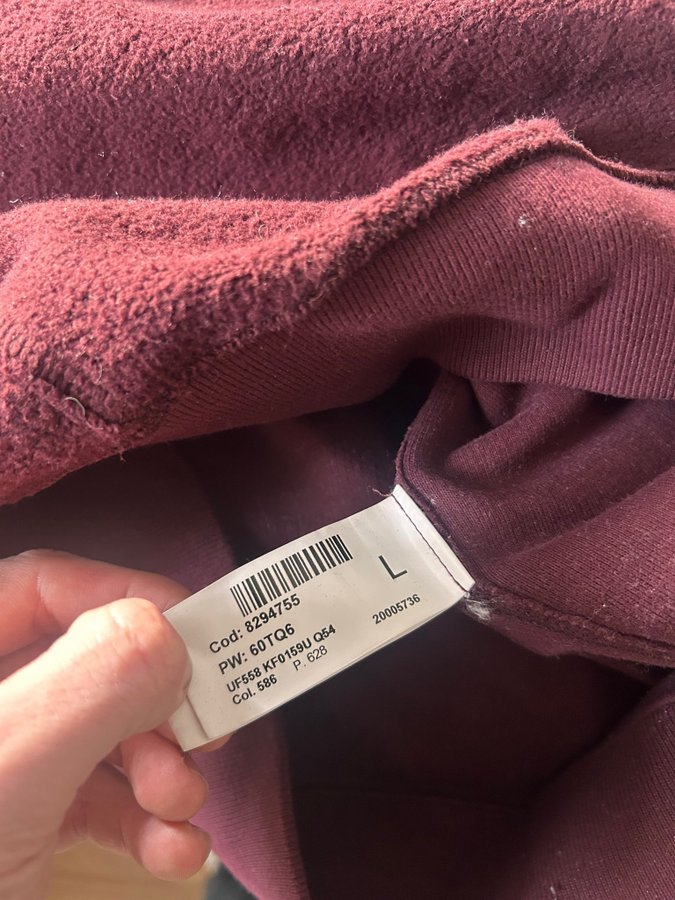 L
Cod: 8294755
PW: 60TQ6
UF558 KF0159U Q54
Col. 586 P. 628
20005736